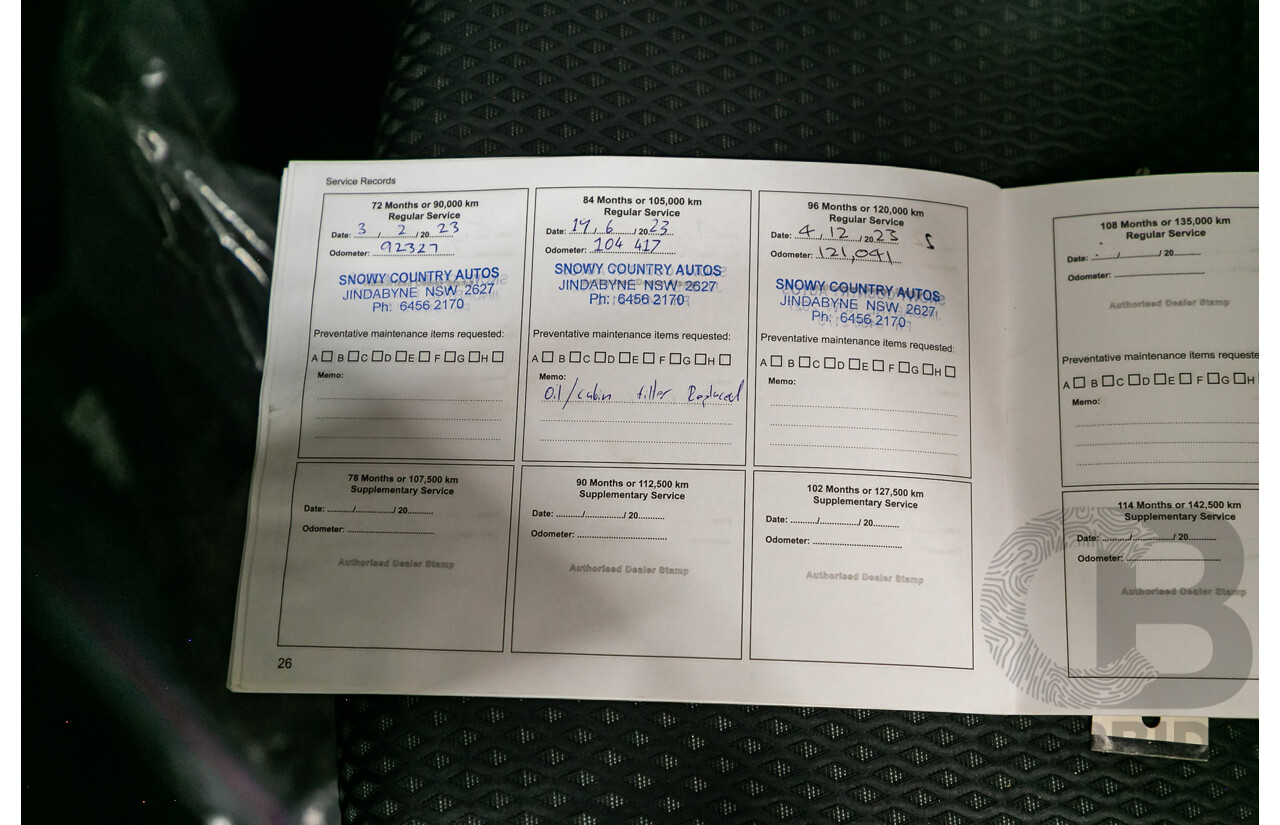 Service Records
72 Months or 90,000 km
Regular Service
Date: 3 / 2 / 20 23
Odometer: 92327
SNOWY COUNTRY AUTOS
JINDABYNE NSW 2627
Ph: 6456 2170
Preventative maintenance items requested:
A □ B □ C □ D □ E □ F □ G □ H □
Memo:
84 Months or 105,000 km
Regular Service
Date: 19 / 6 / 20 23
Odometer: 104 417
SNOWY COUNTRY AUTOS
JINDABYNE NSW 2627
Ph: 6456 2170
Preventative maintenance items requested:
A □ B □ C □ D □ E □ F □ G □ H □
Memo:
Oil/cabin filter Replaced
96 Months or 120,000 km
Regular Service
Date: 4 / 12 / 20 23
Odometer: 121,041
SNOWY COUNTRY AUTOS
JINDABYNE NSW 2627
Ph: 6456 2170
Preventative maintenance items requested:
A □ B □ C □ D □ E □ F □ G □ H □
Memo:
108 Months or 135,000 km
Regular Service
Date: ......../............../ 20.........
Odometer: ..............................
Authorised Dealer Stamp
Preventative maintenance items requeste
A □ B □ C □ D □ E □ F □ G □ H
Memo:
78 Months or 107,500 km
Supplementary Service
Date: ........./............../ 20.........
Odometer: ..............................
Authorised Dealer Stamp
90 Months or 112,500 km
Supplementary Service
Date: ........./............../ 20.........
Odometer: ..............................
Authorised Dealer Stamp
102 Months or 127,500 km
Supplementary Service
Date: ........./............../ 20.........
Odometer: ..............................
Authorised Dealer Stamp
114 Months or 142,500 km
Supplementary Service
Date: ........./............../ 20.........
Odometer: ..............................
Authorised Dealer Stamp
26
CB